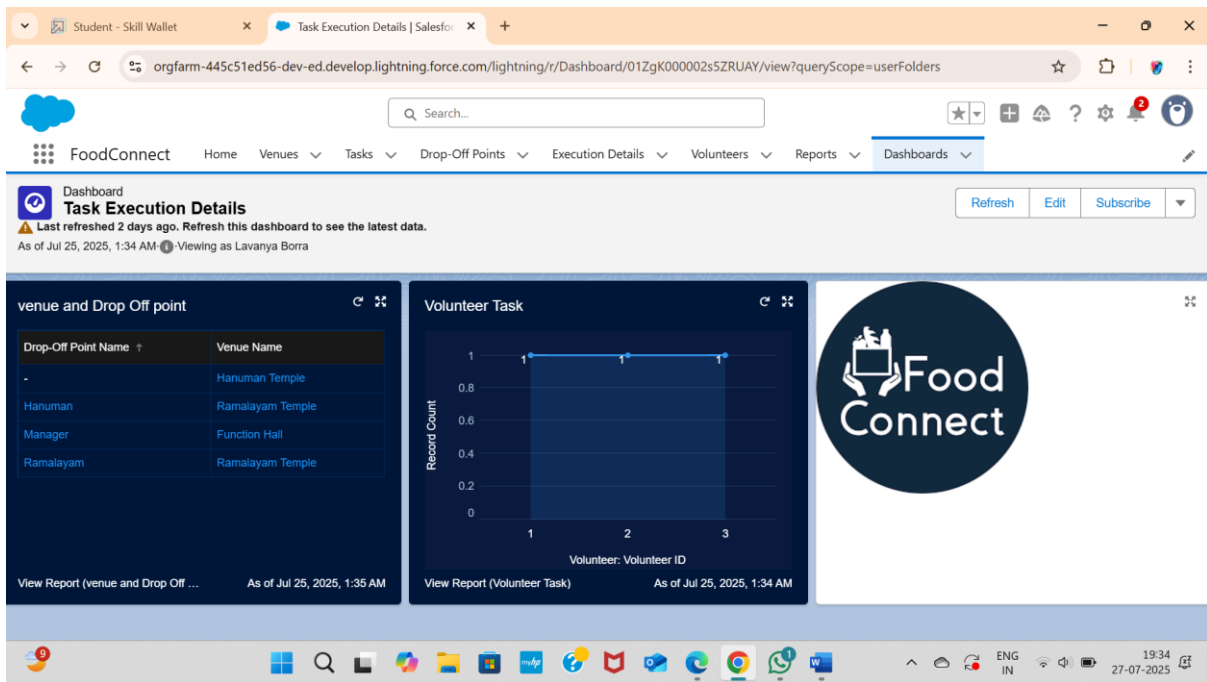 Student - Skill Wallet
Task Execution Details | Salesfor
orgfarm-445c51ed56-dev-ed.develop.lightning.force.com/lightning/r/Dashboard/01ZgK000002s5ZRUAY/view?queryScope=userFolders
Search...
2
FoodConnect Home Venues Tasks Drop-Off Points Execution Details Volunteers Reports Dashboards
Dashboard
Task Execution Details
Last refreshed 2 days ago. Refresh this dashboard to see the latest data.
As of Jul 25, 2025, 1:34 AM·Viewing as Lavanya Borra
Refresh Edit Subscribe
venue and Drop Off point
Drop-Off Point Name ↑ Venue Name
- Hanuman Temple
Hanuman Ramalayam Temple
Manager Function Hall
Ramalayam Ramalayam Temple
View Report (venue and Drop Off ... As of Jul 25, 2025, 1:35 AM
Volunteer Task
Record Count
1
0.8
0.6
0.4
0.2
0
1 1 1
1 2 3
Volunteer: Volunteer ID
View Report (Volunteer Task) As of Jul 25, 2025, 1:34 AM
Food
Connect
9
myhp
1
ENG
IN
19:34
27-07-2025